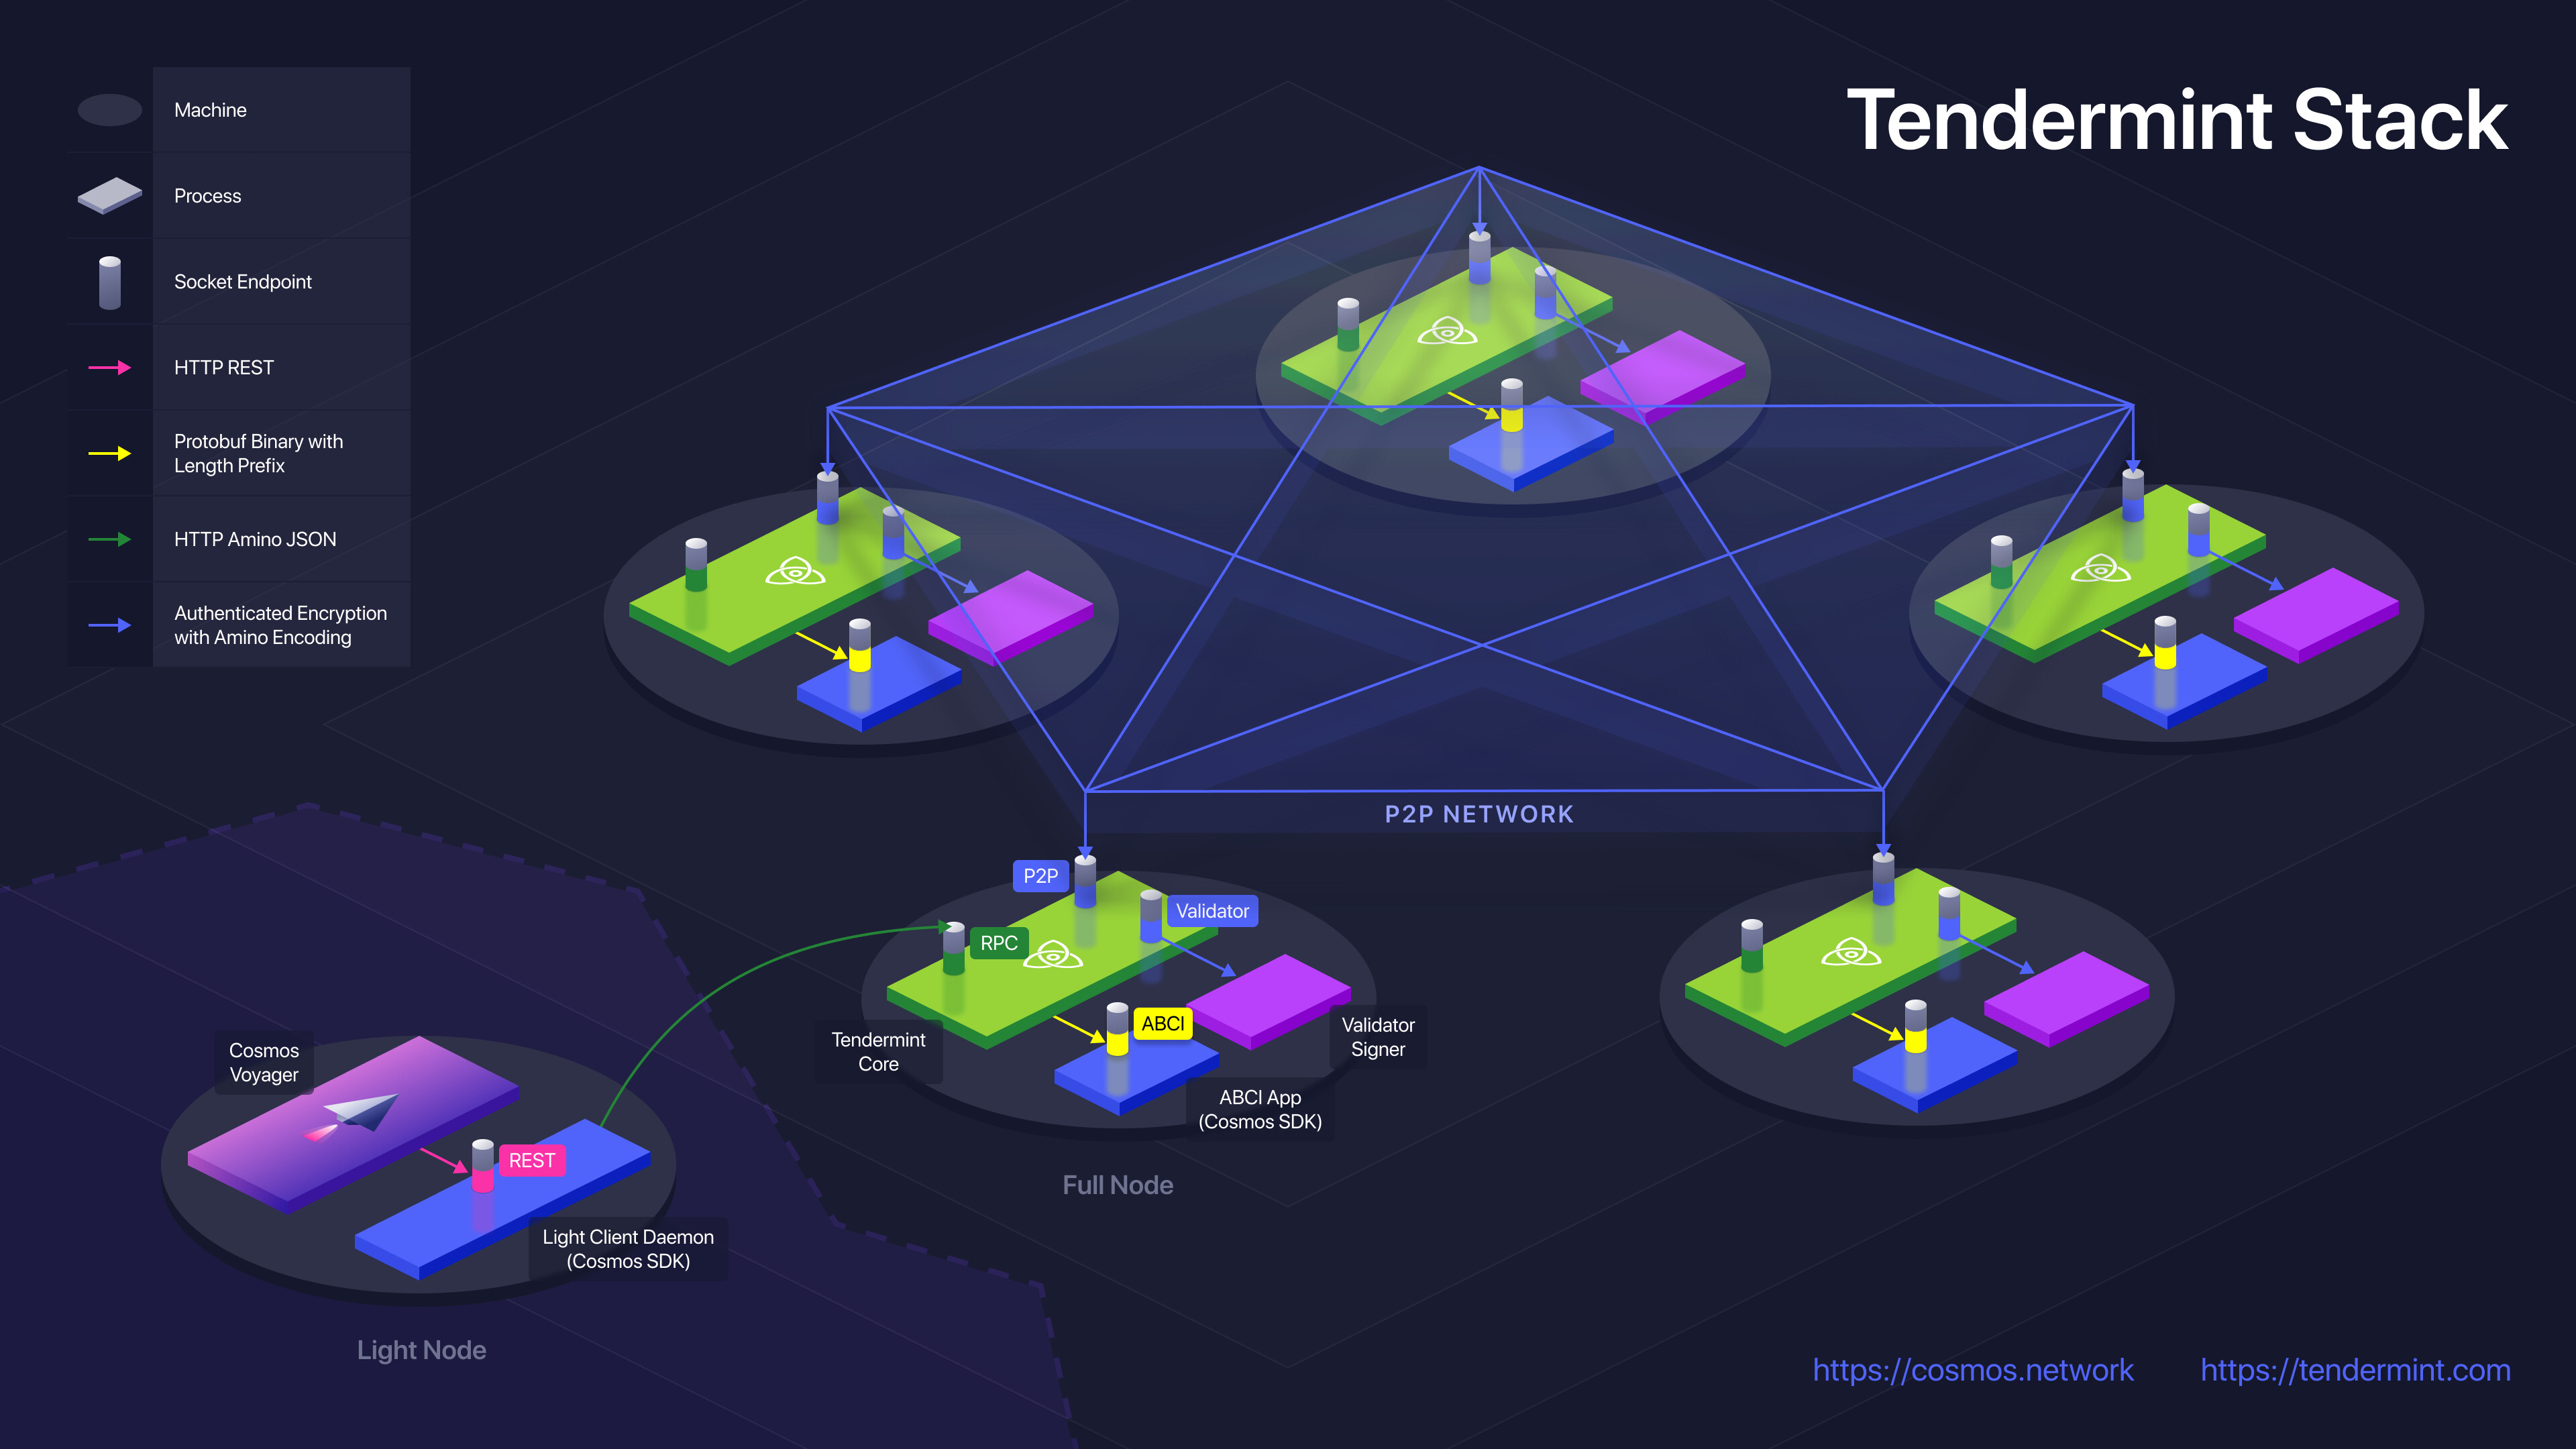 Tendermint Stack
Machine
Process
Socket Endpoint
HTTP REST
Protobuf Binary with
Length Prefix
HTTP Amino JSON
Authenticated Encryption
with Amino Encoding
P2P NETWORK
P2P
Validator
RPC
ABCI
Tendermint
Core
Validator
Signer
ABCI App
(Cosmos SDK)
Full Node
Cosmos
Voyager
REST
Light Client Daemon
(Cosmos SDK)
Light Node
https://cosmos.network
https://tendermint.com